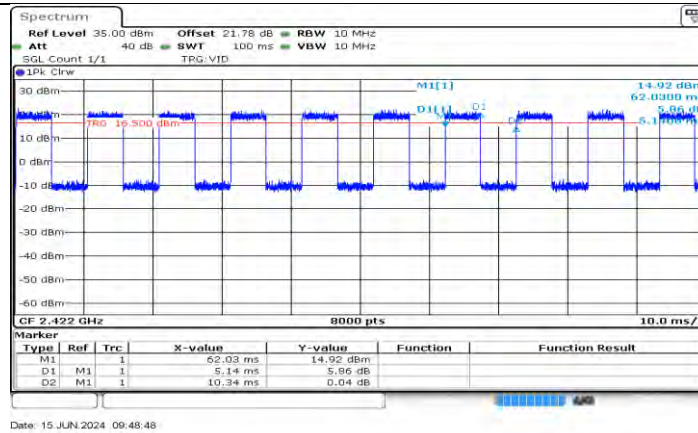 Spectrum
Ref Level 35.00 dBm Offset 21.78 dB RBW 10 MHz
Att 40 dB SWT 100 ms VBW 10 MHz
SGL Count 1/1 TRG:VID
1Pk Clrw
M1[1] 14.92 dBm
30 dBm
62.0300 ms
D1[1] D1 5.86 dB
TRG 16.500 dBm
10 dBm
0 dBm
-10 dBm
-20 dBm
-30 dBm
-40 dBm
-50 dBm
-60 dBm
CF 2.422 GHz 8000 pts 10.0 ms/
Marker
Type Ref Trc X-value Y-value Function Function Result
M1 1 62.03 ms 14.92 dBm
D1 M1 1 5.14 ms 5.86 dB
D2 M1 1 10.34 ms 0.04 dB
Date: 15.JUN.2024 09:48:48